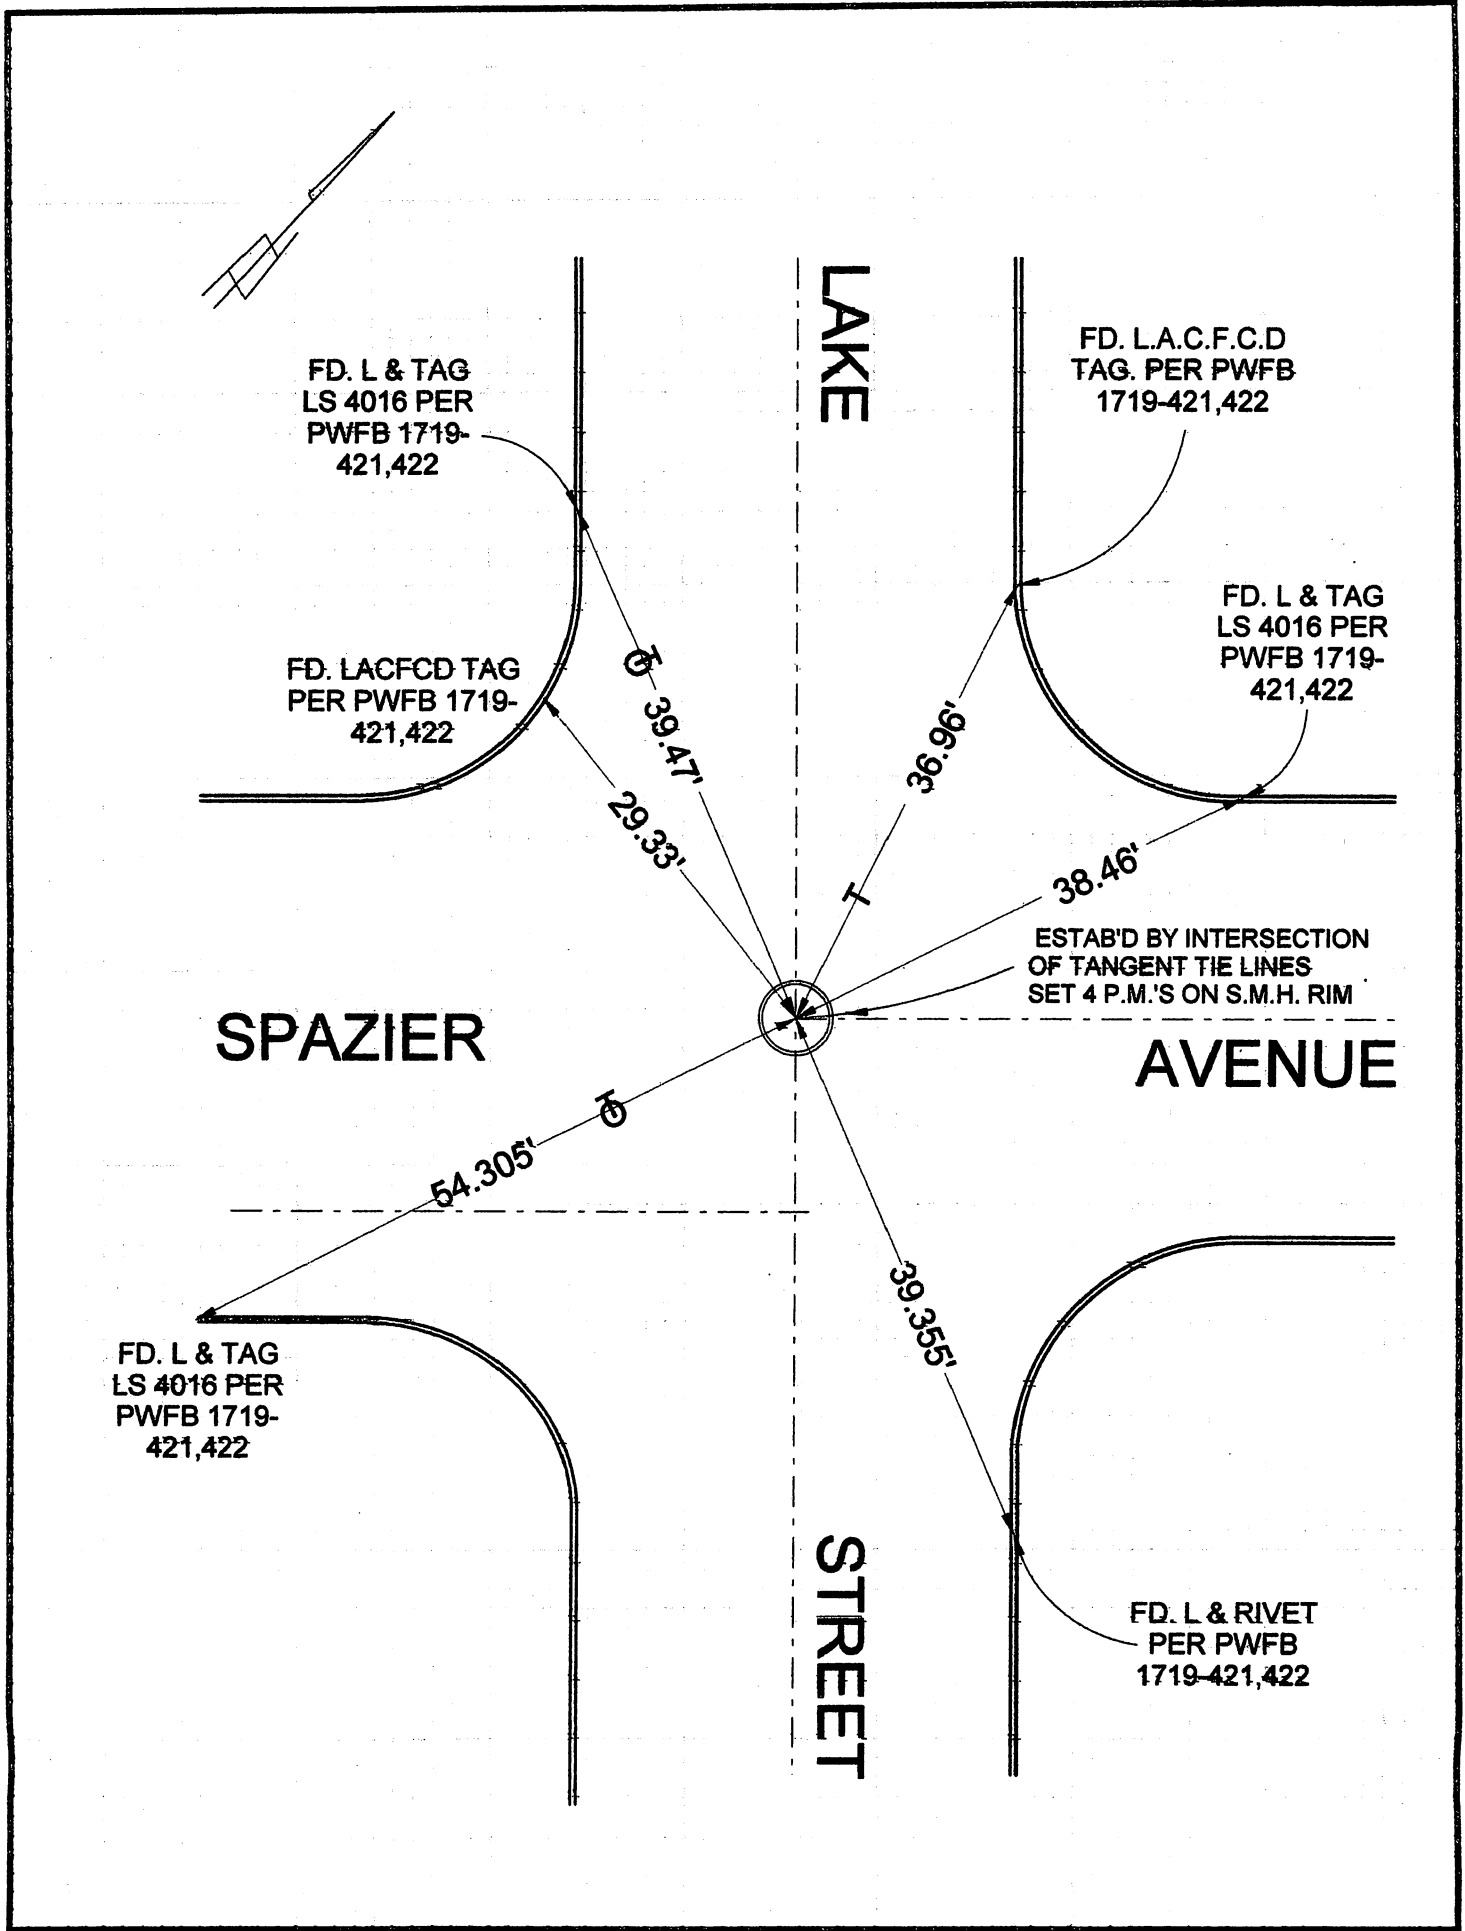 LAKE
FD. L & TAG
LS 4016 PER
PWFB 1719-
421,422
FD. L.A.C.F.C.D
TAG. PER PWFB
1719-421,422
FD. L & TAG
LS 4016 PER
PWFB 1719-
421,422
FD. LACFCD TAG
PER PWFB 1719-
421,422
39.47'
29.33'
36.96'
T
38.46'
ESTAB'D BY INTERSECTION
OF TANGENT TIE LINES
SET 4 P.M.'S ON S.M.H. RIM
SPAZIER
AVENUE
54.305'
39.355'
FD. L & TAG
LS 4016 PER
PWFB 1719-
421,422
STREET
FD. L & RIVET
PER PWFB
1719-421,422